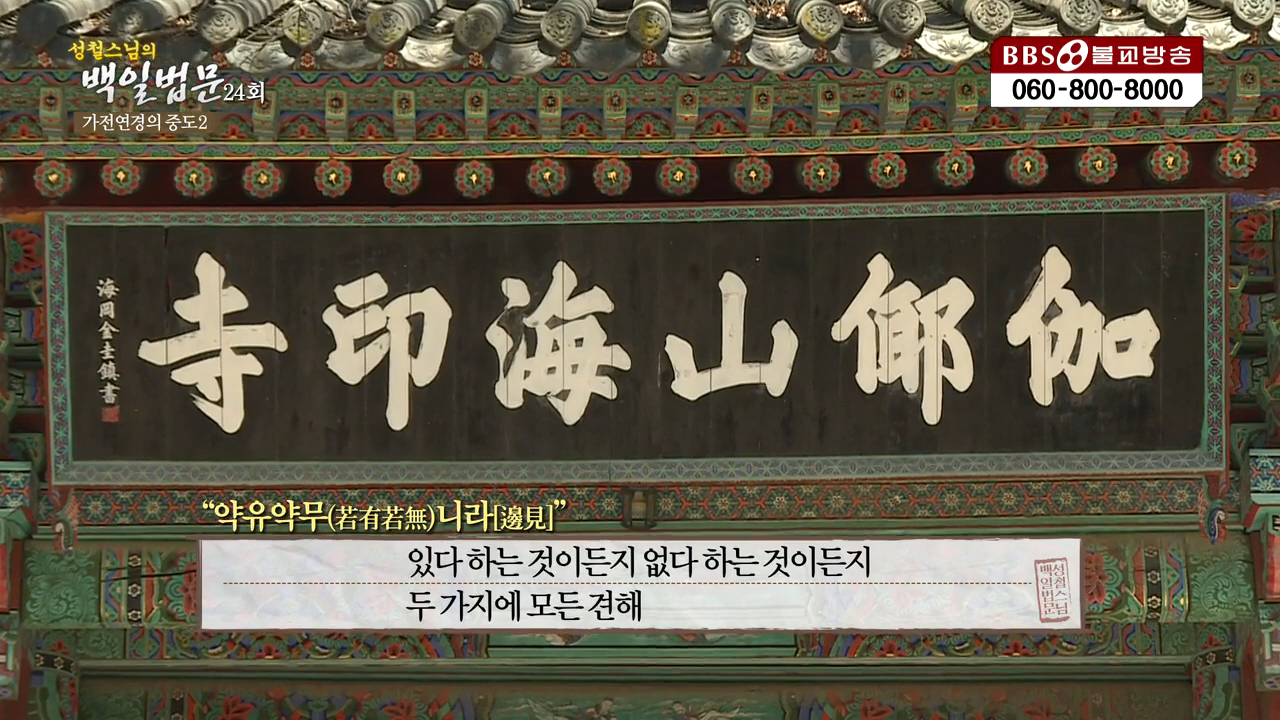 성철스님의
백일법문 24회
가전연경의 중도2
BBS 불교방송
060-800-8000
伽倻山海印寺
海岡金圭鎭書
“약유약무(若有若無)니라[邊見]”
있다 하는 것이든지 없다 하는 것이든지
두 가지에 모든 견해
성철스님
백일법문